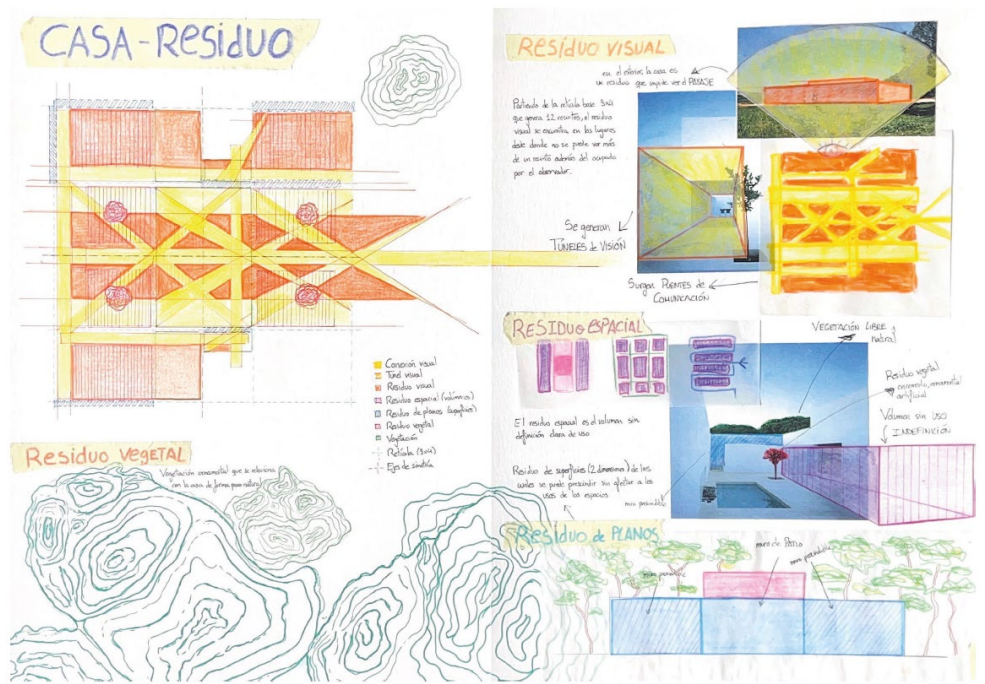 CASA-RESIDUO
RESIDUO VISUAL
en el exterior la casa es
un residuo que impide ver el PAISAJE
Partiendo de la retícula base 3x4
que genera 12 recintos, el residuo
visual se encuentra en los lugares
desde donde no se puede ver más
de un recinto además del ocupado
por el observador.
Se generan
TÚNELES DE VISIÓN
Surgen PUENTES DE
COMUNICACIÓN
Conexión visual
Túnel visual
Residuo visual
Residuo espacial (volúmenes)
Residuo de planos (superficies)
Residuo vegetal
Vegetación
Retícula (3x4)
Ejes de simetría
RESIDUO ESPACIAL
VEGETACIÓN LIBRE
natural
Residuo vegetal
ornamental
artificial
Volumen sin USO
INDEFINICIÓN
El residuo espacial es el volumen sin
definición clara de uso
Residuo de superficies (2 dimensiones) de los
cuales se puede prescindir sin afectar a los
usos de los espacios.
muro prescindible
RESIDUO VEGETAL
Vegetación ornamental que se relaciona
con la casa de forma poco natural
RESIDUO DE PLANOS
muro de PATIO